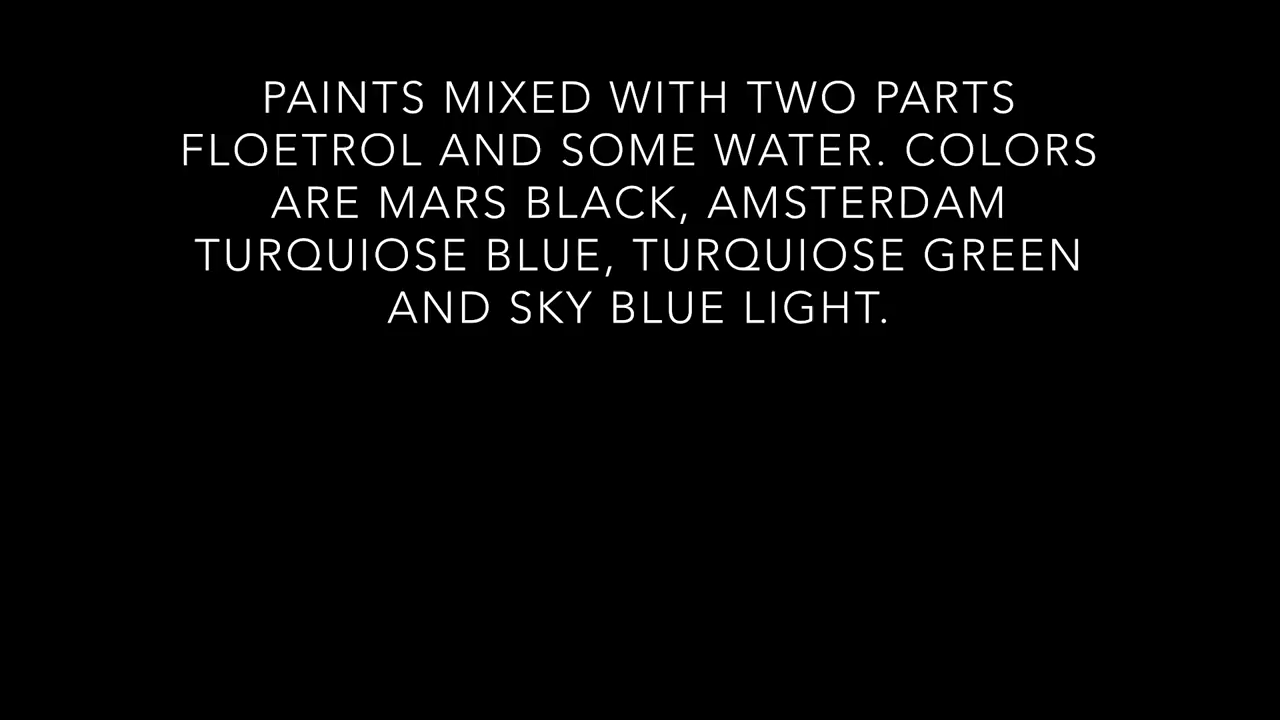 PAINTS MIXED WITH TWO PARTS
FLOETROL AND SOME WATER. COLORS
ARE MARS BLACK, AMSTERDAM
TURQUIOSE BLUE, TURQUIOSE GREEN
AND SKY BLUE LIGHT.